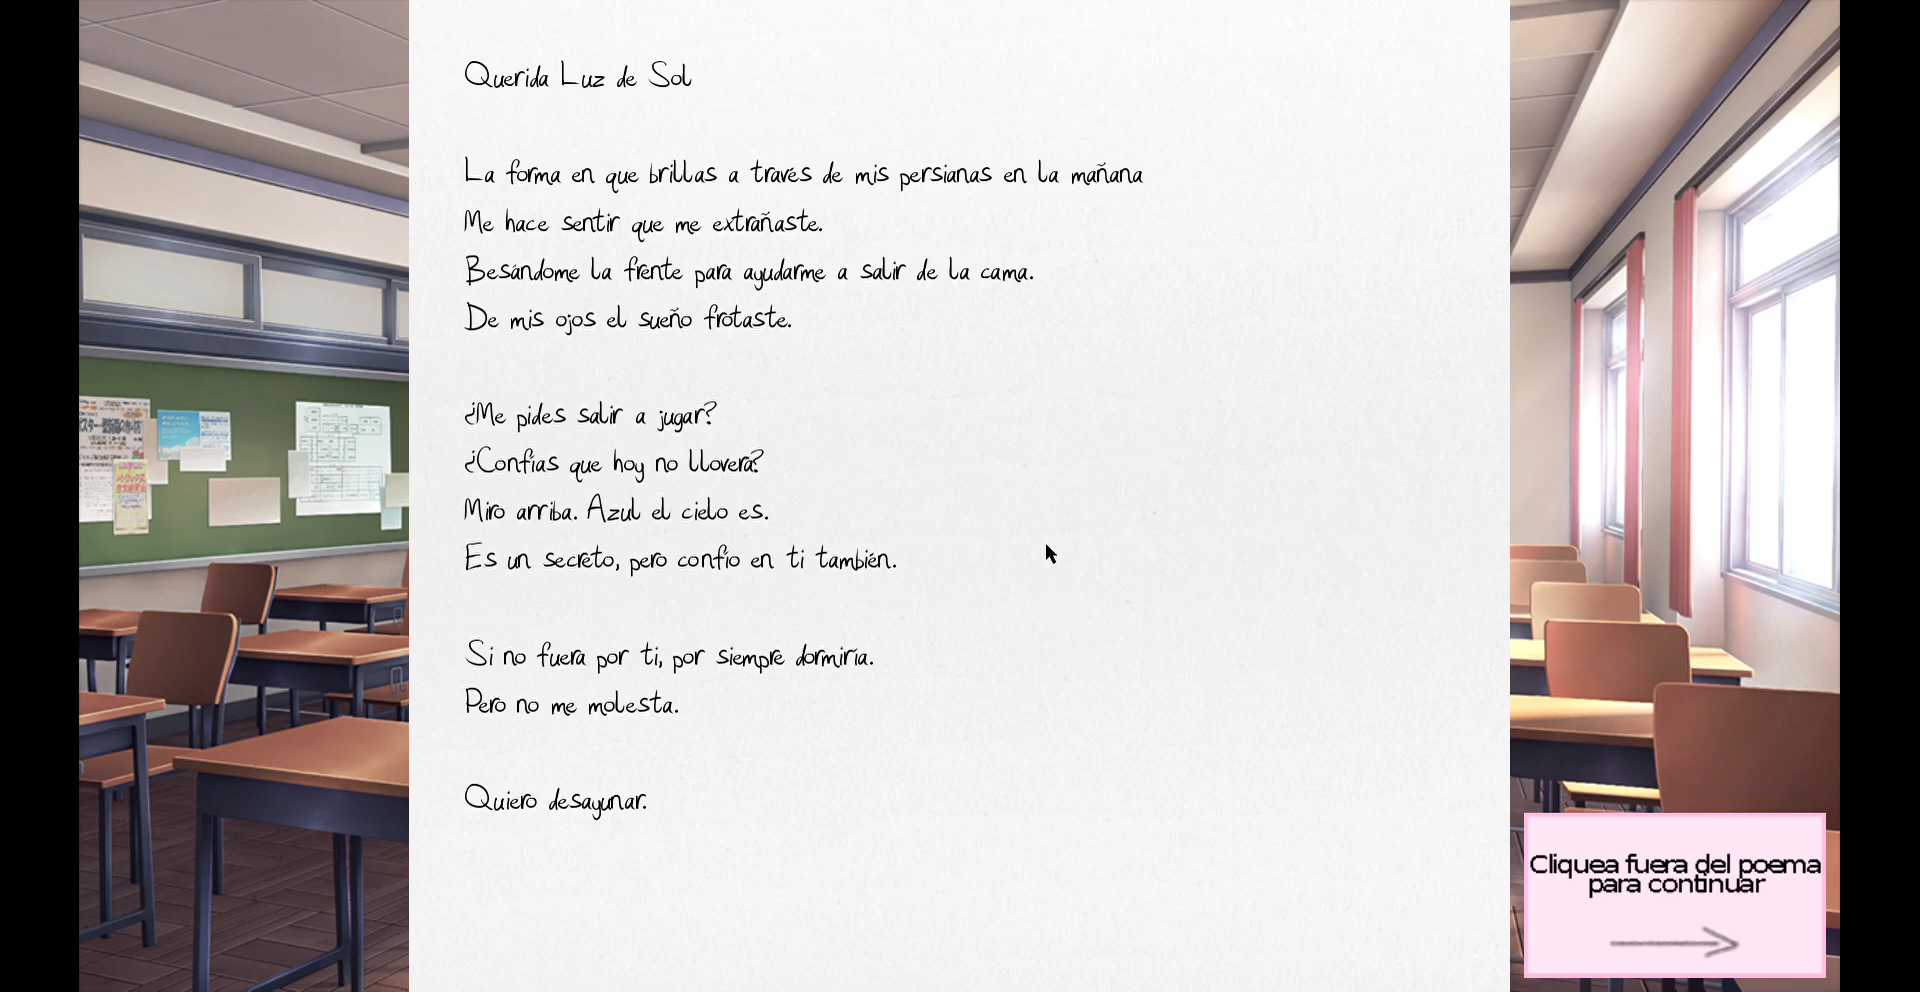 Querida Luz de Sol
La forma en que brillas a través de mis persianas en la mañana
Me hace sentir que me extrañaste.
Besándome la frente para ayudarme a salir de la cama.
De mis ojos el sueño frotaste.
¿Me pides salir a jugar?
¿Confías que hoy no lloverá?
Miro arriba. Azul el cielo es.
Es un secreto, pero confío en ti también.
Si no fuera por ti, por siempre dormiría.
Pero no me molesta.
Quiero desayunar.
Cliquea fuera del poema
para continuar